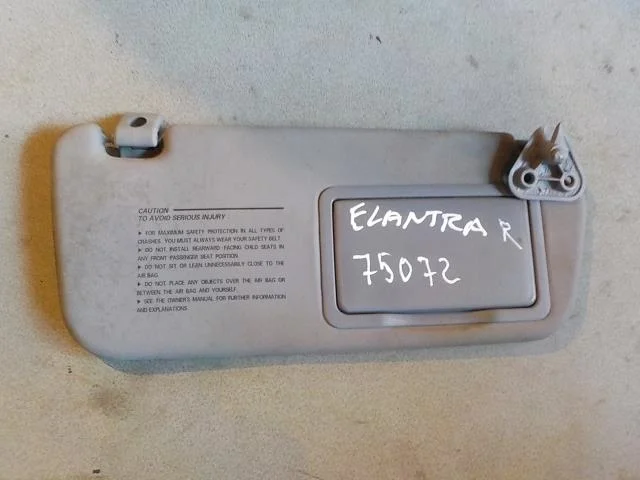 CAUTION
TO AVOID SERIOUS INJURY
▶ FOR MAXIMUM SAFETY PROTECTION IN ALL TYPES OF
CRASHES, YOU MUST ALWAYS WEAR YOUR SAFETY BELT.
▶ DO NOT INSTALL REARWARD-FACING CHILD SEATS IN
ANY FRONT PASSENGER SEAT POSITION.
▶ DO NOT SIT OR LEAN UNNECESSARILY CLOSE TO THE
AIR BAG.
▶ DO NOT PLACE ANY OBJECTS OVER THE AIR BAG OR
BETWEEN THE AIR BAG AND YOURSELF.
▶ SEE THE OWNER'S MANUAL FOR FURTHER INFORMATION
AND EXPLANATIONS.
ELANTRA R
75072